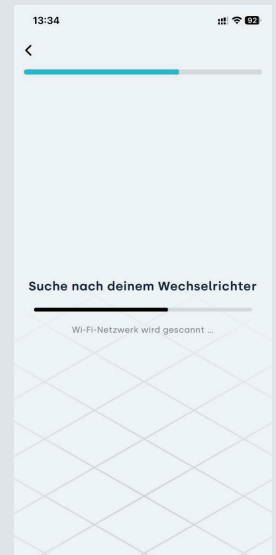 13:34
92
Suche nach deinem Wechselrichter
Wi-Fi-Netzwerk wird gescannt ...